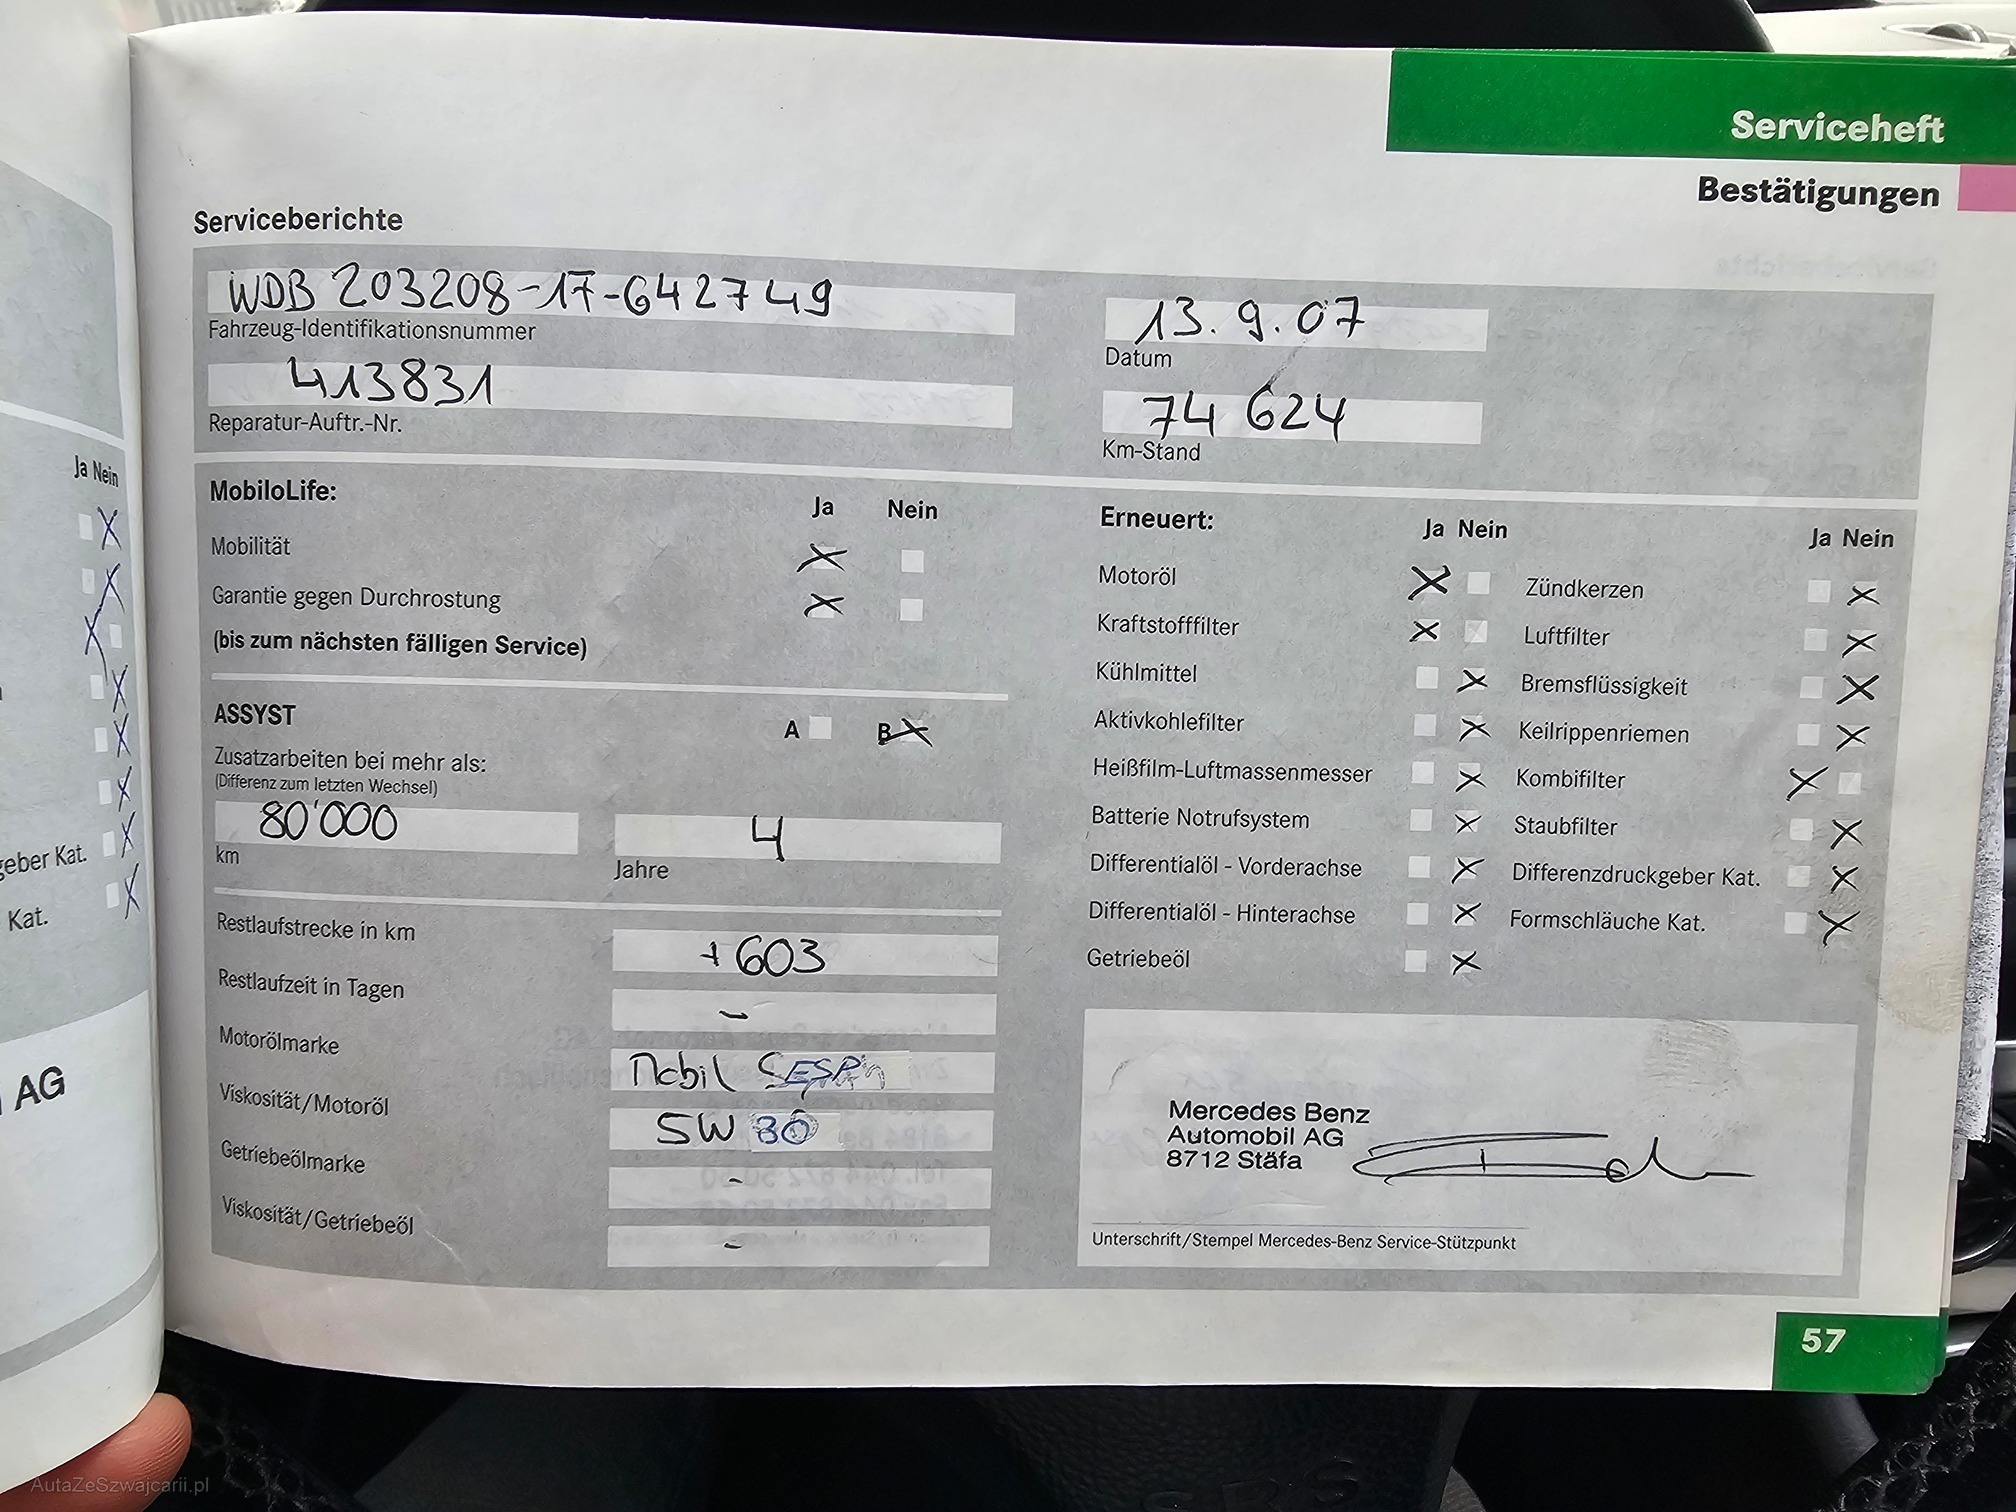 Serviceheft
Bestätigungen
Serviceberichte
WDB 203208-17-642749
Fahrzeug-Identifikationsnummer
13. 9. 07
Datum
413831
Reparatur-Auftr.-Nr.
74 624
Km-Stand
Ja Nein
MobiloLife:
Ja Nein
Mobilität
Garantie gegen Durchrostung
(bis zum nächsten fälligen Service)
ASSYST
A B
Zusatzarbeiten bei mehr als:
(Differenz zum letzten Wechsel)
80'000
km
4
Jahre
Restlaufstrecke in km
+603
Restlaufzeit in Tagen
-
Motorölmarke
Mobil
Viskosität/Motoröl
5W 30
Getriebeölmarke
-
Viskosität/Getriebeöl
-
Erneuert:
Ja Nein
Ja Nein
Motoröl
Zündkerzen
Kraftstofffilter
Luftfilter
Kühlmittel
Bremsflüssigkeit
Aktivkohlefilter
Keilrippenriemen
Heißfilm-Luftmassenmesser
Kombifilter
Batterie Notrufsystem
Staubfilter
Differentialöl - Vorderachse
Differenzdruckgeber Kat.
Differentialöl - Hinterachse
Formschläuche Kat.
Getriebeöl
Mercedes Benz
Automobil AG
8712 Stäfa
Unterschrift/Stempel Mercedes-Benz Service-Stützpunkt
57
geber Kat.
Kat.
AG
AutaZeSzwajcarii.pl